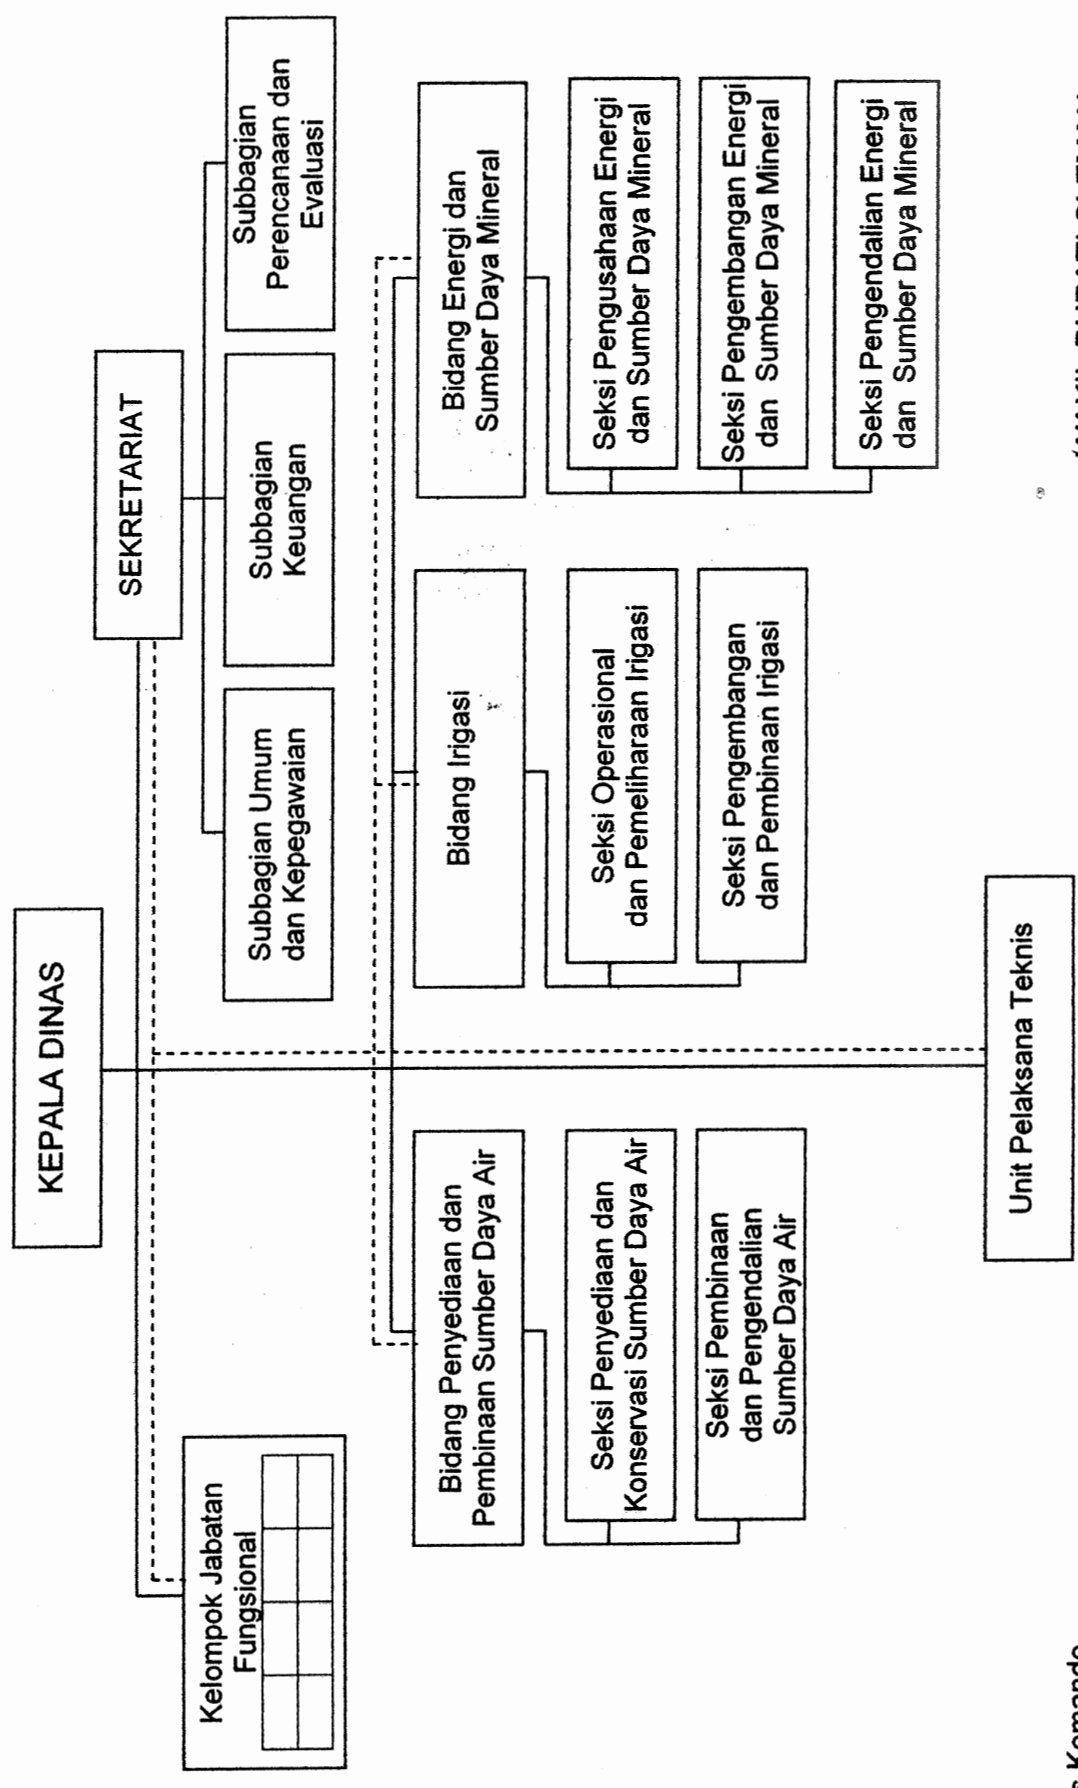 KEPALA DINAS
SEKRETARIAT
Kelompok Jabatan
Fungsional
Subbagian Umum
dan Kepegawaian
Subbagian
Keuangan
Subbagian
Perencanaan dan
Evaluasi
Bidang Penyediaan dan
Pembinaan Sumber Daya Air
Bidang Irigasi
Bidang Energi dan
Sumber Daya Mineral
Seksi Penyediaan dan
Konservasi Sumber Daya Air
Seksi Operasional
dan Pemeliharaan Irigasi
Seksi Pengusahaan Energi
dan Sumber Daya Mineral
Seksi Pembinaan
dan Pengendalian
Sumber Daya Air
Seksi Pengembangan
dan Pembinaan Irigasi
Seksi Pengembangan Energi
dan Sumber Daya Mineral
Seksi Pengendalian Energi
dan Sumber Daya Mineral
Unit Pelaksana Teknis
Komando